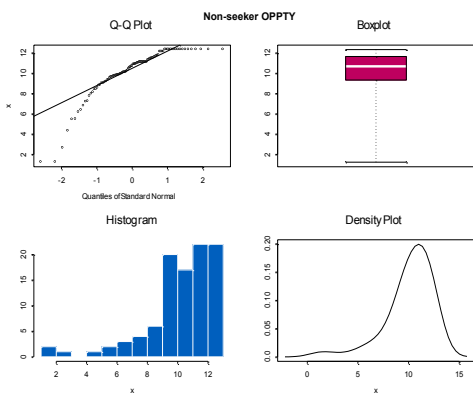 Non-seeker OPPTY
Q-Q Plot
x
2 4 6 8 10 12
-2 -1 0 1 2
Quantiles of Standard Normal
Boxplot
2 4 6 8 10 12
Histogram
0 5 10 15 20
2 4 6 8 10 12
x
Density Plot
0.0 0.05 0.10 0.15 0.20
0 5 10 15
x